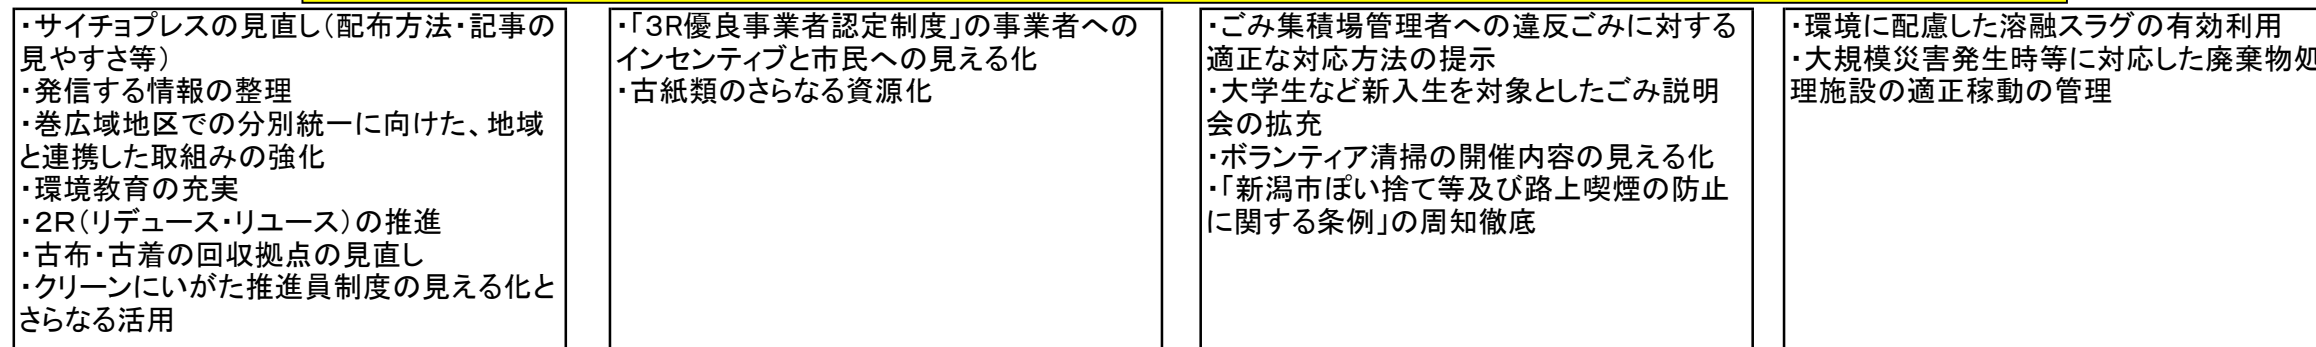 ・サイチョプレスの見直し(配布方法・記事の
見やすさ等)
・発信する情報の整理
・巻広域地区での分別統一に向けた、地域
と連携した取組みの強化
・環境教育の充実
・2R(リデュース・リユース)の推進
・古布・古着の回収拠点の見直し
・クリーンにいがた推進員制度の見える化と
さらなる活用
・「3R優良事業者認定制度」の事業者への
インセンティブと市民への見える化
・古紙類のさらなる資源化
・ごみ集積場管理者への違反ごみに対する
適正な対応方法の提示
・大学生など新入生を対象としたごみ説明
会の拡充
・ボランティア清掃の開催内容の見える化
・「新潟市ぽい捨て等及び路上喫煙の防止
に関する条例」の周知徹底
・環境に配慮した溶融スラグの有効利用
・大規模災害発生時等に対応した廃棄物処
理施設の適正稼動の管理